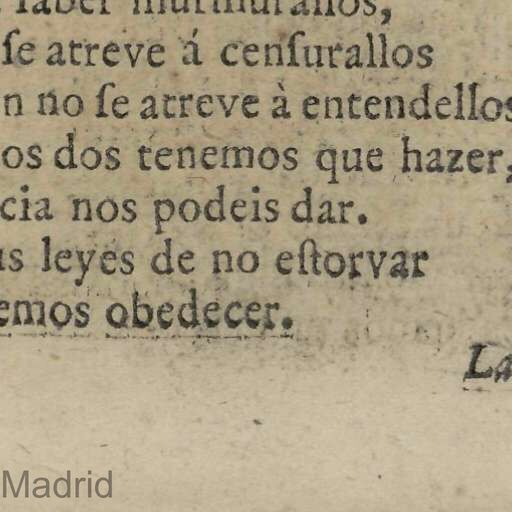 saber murmurallos,
ſe atreve á cenſurallos
n no ſe atreve à entendellos
os dos tenemos que hazer,
cia nos podeis dar.
us leyes de no eſtorvar
emos obedecer.
La
Madrid